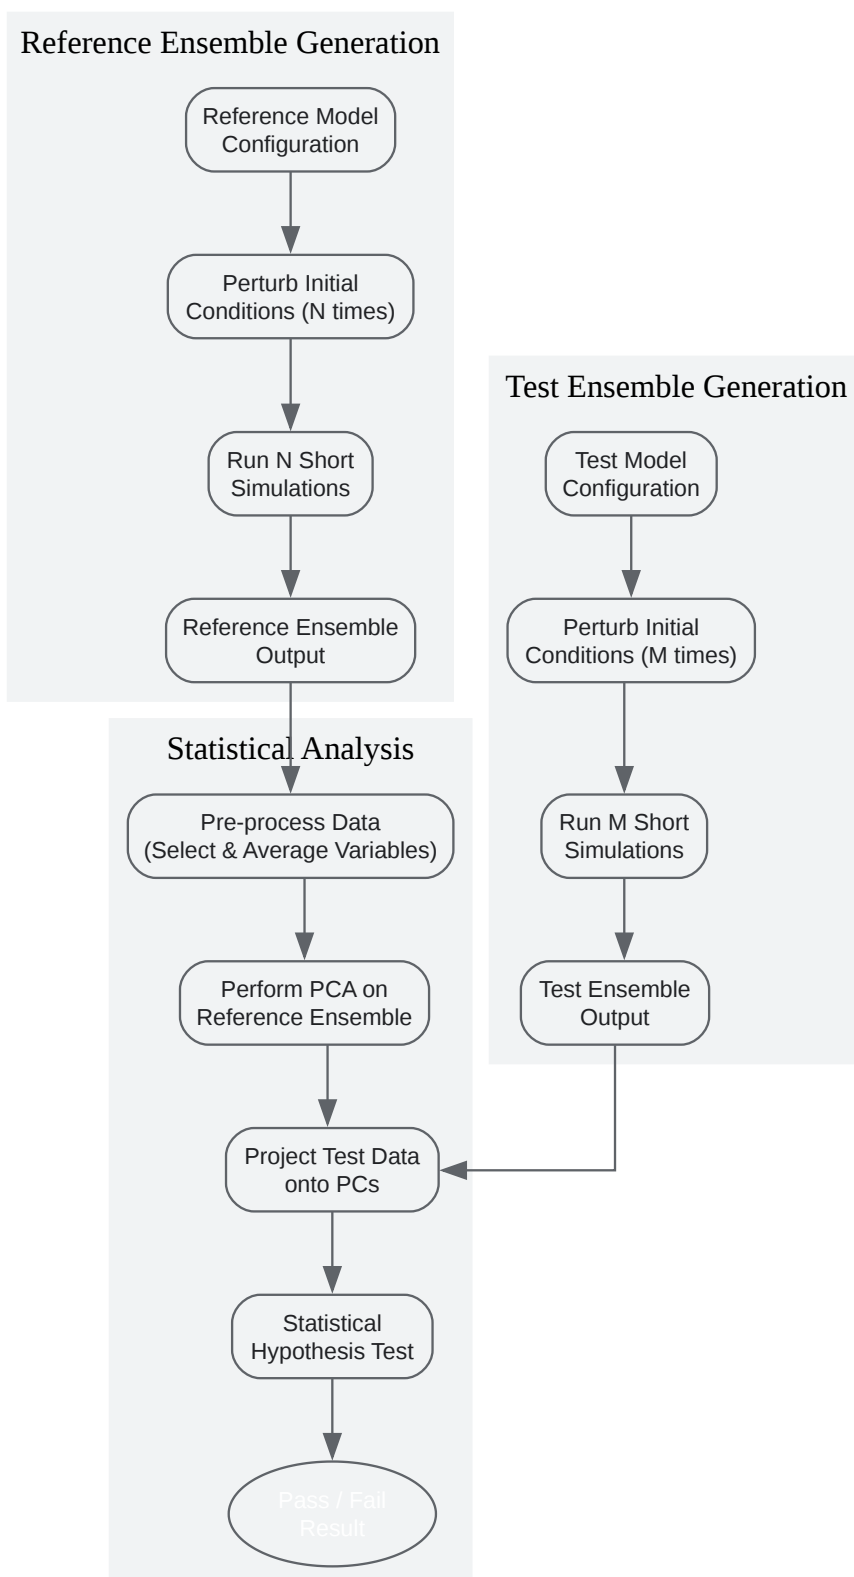 Reference Ensemble Generation
Reference Model
Configuration
Perturb Initial
Conditions (N times)
Run N Short
Simulations
Reference Ensemble
Output
Test Ensemble Generation
Test Model
Configuration
Perturb Initial
Conditions (M times)
Run M Short
Simulations
Test Ensemble
Output
Statistical Analysis
Pre-process Data
(Select & Average Variables)
Perform PCA on
Reference Ensemble
Project Test Data
onto PCs
Statistical
Hypothesis Test
Pass / Fail
Result